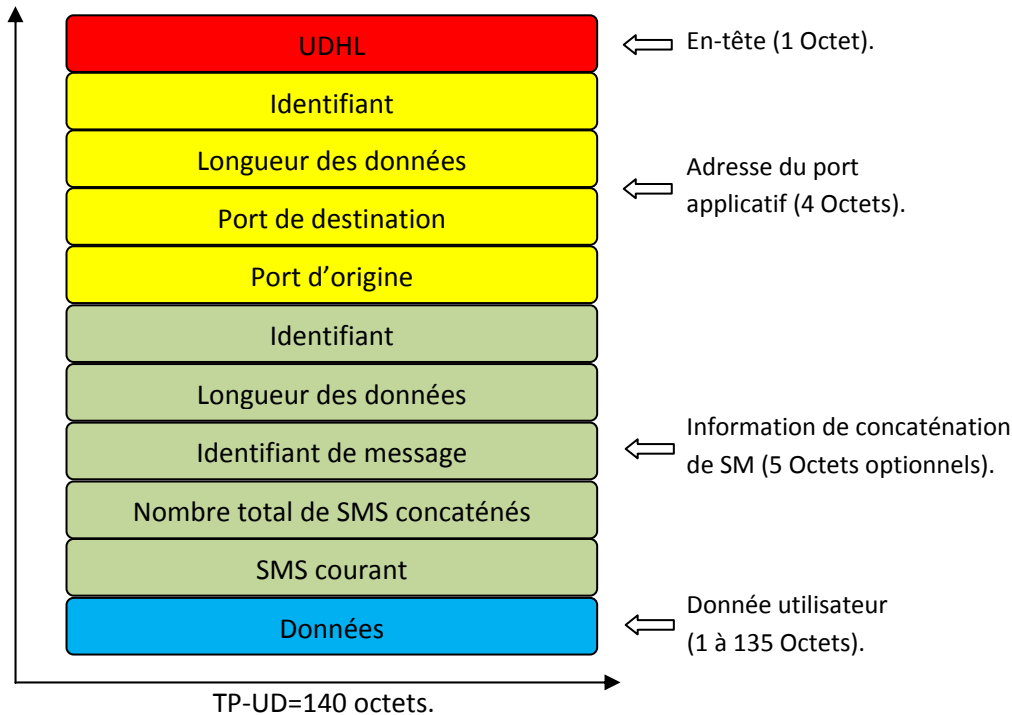 UDHL
En-tête (1 Octet).
Identifiant
Longueur des données
Port de destination
Port d’origine
Adresse du port
applicatif (4 Octets).
Identifiant
Longueur des données
Identifiant de message
Nombre total de SMS concaténés
SMS courant
Information de concaténation
de SM (5 Octets optionnels).
Données
Donnée utilisateur
(1 à 135 Octets).
TP-UD=140 octets.